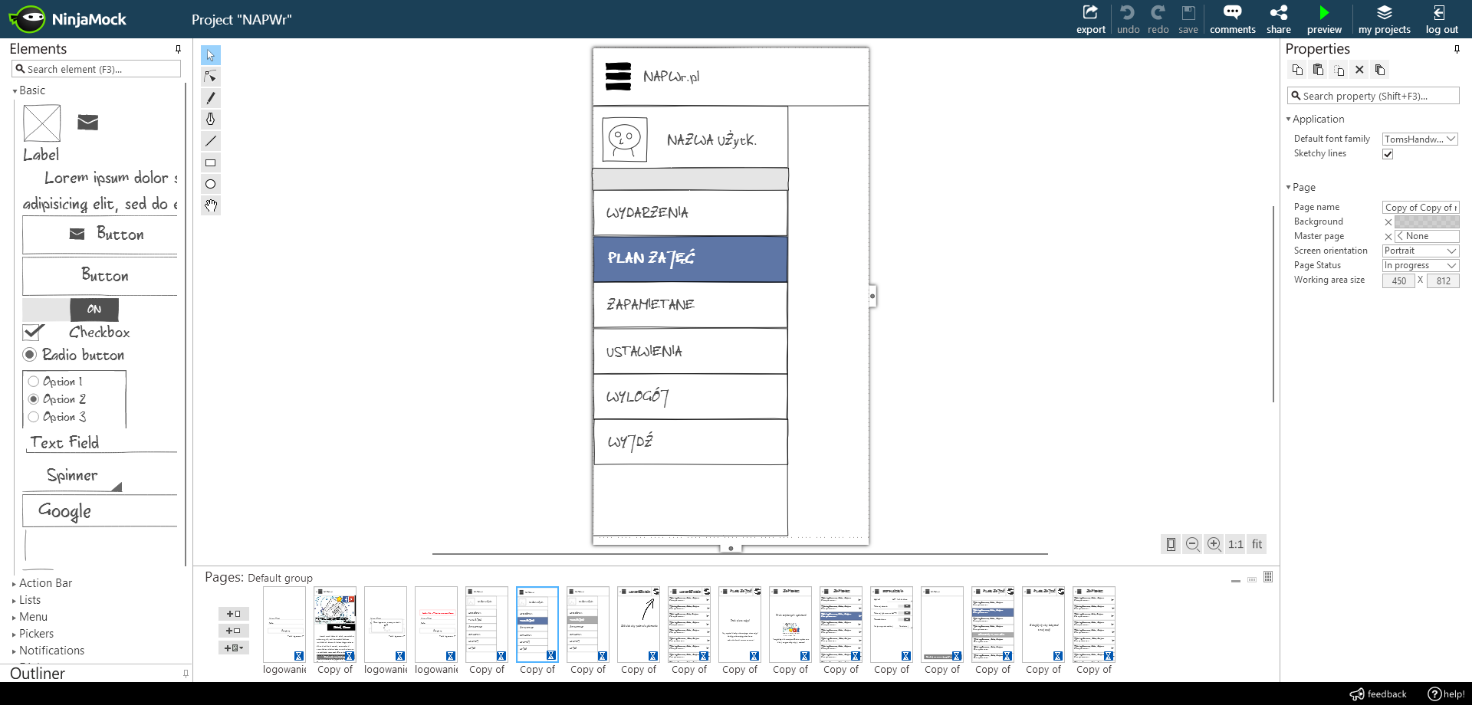 NinjaMock
Project "NAPWr"
export
undo
redo
save
comments
share
preview
my projects
log out
Elements
Search element (F3)...
Basic
Label
Lorem ipsum dolor s
adipisicing elit, sed do e
Button
Button
ON
Checkbox
Radio button
Option 1
Option 2
Option 3
Text Field
Spinner
Google
Action Bar
Lists
Menu
Pickers
Notifications
Outliner
NAPWr.pl
NAZWA UŻytK.
WYDARZENIA
PLAN ZAJĘĆ
ZAPAMIETANE
USTAWIENIA
WYLOGÓJ
WYJDŹ
1:1
fit
Pages: Default group
logowanie
Copy of
logowanie
logowanie
Copy of
Copy of
Copy of
Copy of
Copy of
Copy of
Copy of
Copy of
Copy of
Copy of
Copy of
Copy of
Copy of
Properties
Search property (Shift+F3)...
Application
Default font family
TomsHandw...
Sketchy lines
Page
Page name
Copy of Copy of r
Background
Master page
None
Screen orientation
Portrait
Page Status
In progress
Working area size
450 X 812
feedback
help!